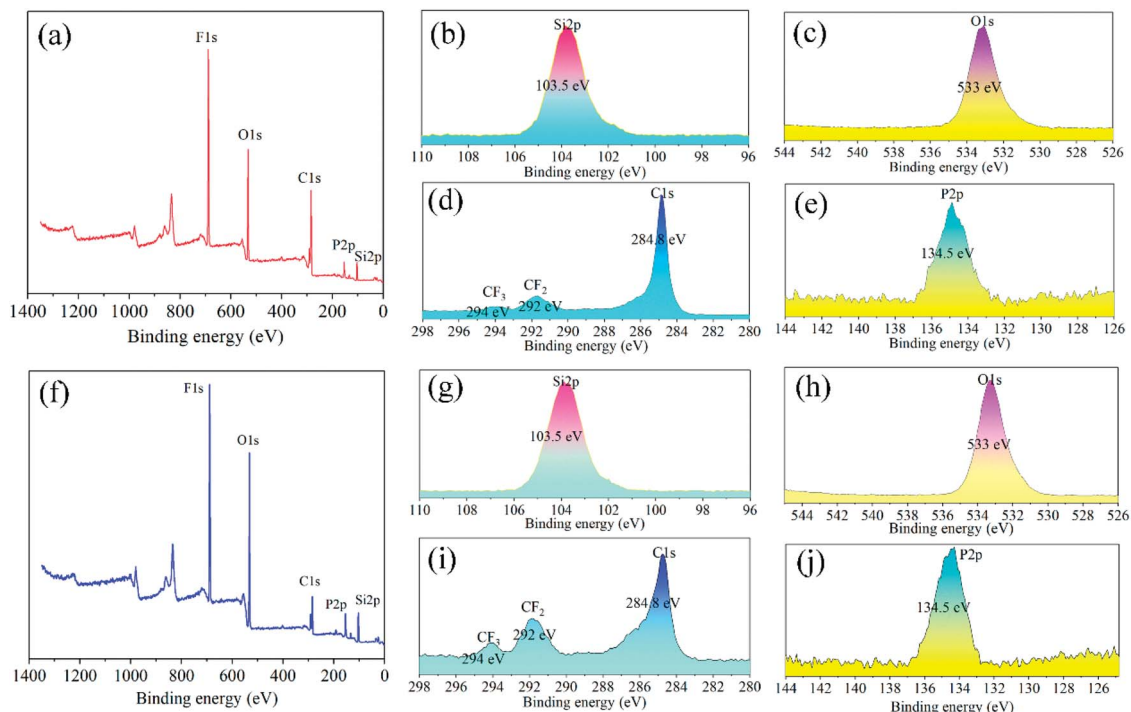 (a)
F1s
O1s
C1s
P2p
Si2p
1400 1200 1000 800 600 400 200 0
Binding energy (eV)
(b)
Si2p
103.5 eV
110 108 106 104 102 100 98 96
Binding energy (eV)
(c)
O1s
533 eV
544 542 540 538 536 534 532 530 528 526
Binding energy (eV)
(d)
C1s
284.8 eV
CF3
CF2
294 eV
292 eV
298 296 294 292 290 288 286 284 282 280
Binding energy (eV)
(e)
P2p
134.5 eV
144 142 140 138 136 134 132 130 128 126
Binding energy (eV)
(f)
F1s
O1s
C1s
P2p
Si2p
1400 1200 1000 800 600 400 200 0
Binding energy (eV)
(g)
Si2p
103.5 eV
110 108 106 104 102 100 98 96
Binding energy (eV)
(h)
O1s
533 eV
544 542 540 538 536 534 532 530 528 526
Binding energy (eV)
(i)
C1s
284.8 eV
CF3
CF2
294 eV
292 eV
298 296 294 292 290 288 286 284 282 280
Binding energy (eV)
(j)
P2p
134.5 eV
144 142 140 138 136 134 132 130 128 126
Binding energy (eV)